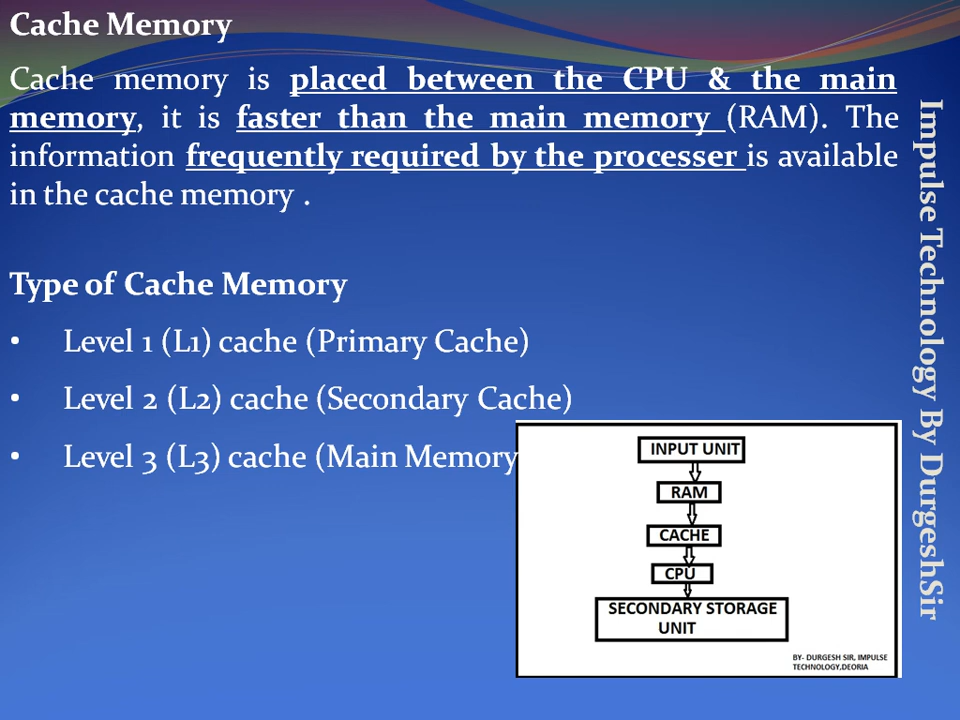 Cache Memory
Cache memory is placed between the CPU & the main
memory, it is faster than the main memory (RAM). The
information frequently required by the processer is available
in the cache memory .
Type of Cache Memory
• Level 1 (L1) cache (Primary Cache)
• Level 2 (L2) cache (Secondary Cache)
• Level 3 (L3) cache (Main Memory
INPUT UNIT
RAM
CACHE
CPU
SECONDARY STORAGE
UNIT
BY- DURGESH SIR, IMPULSE
TECHNOLOGY,DEORIA
Impulse Technology By DurgeshSir